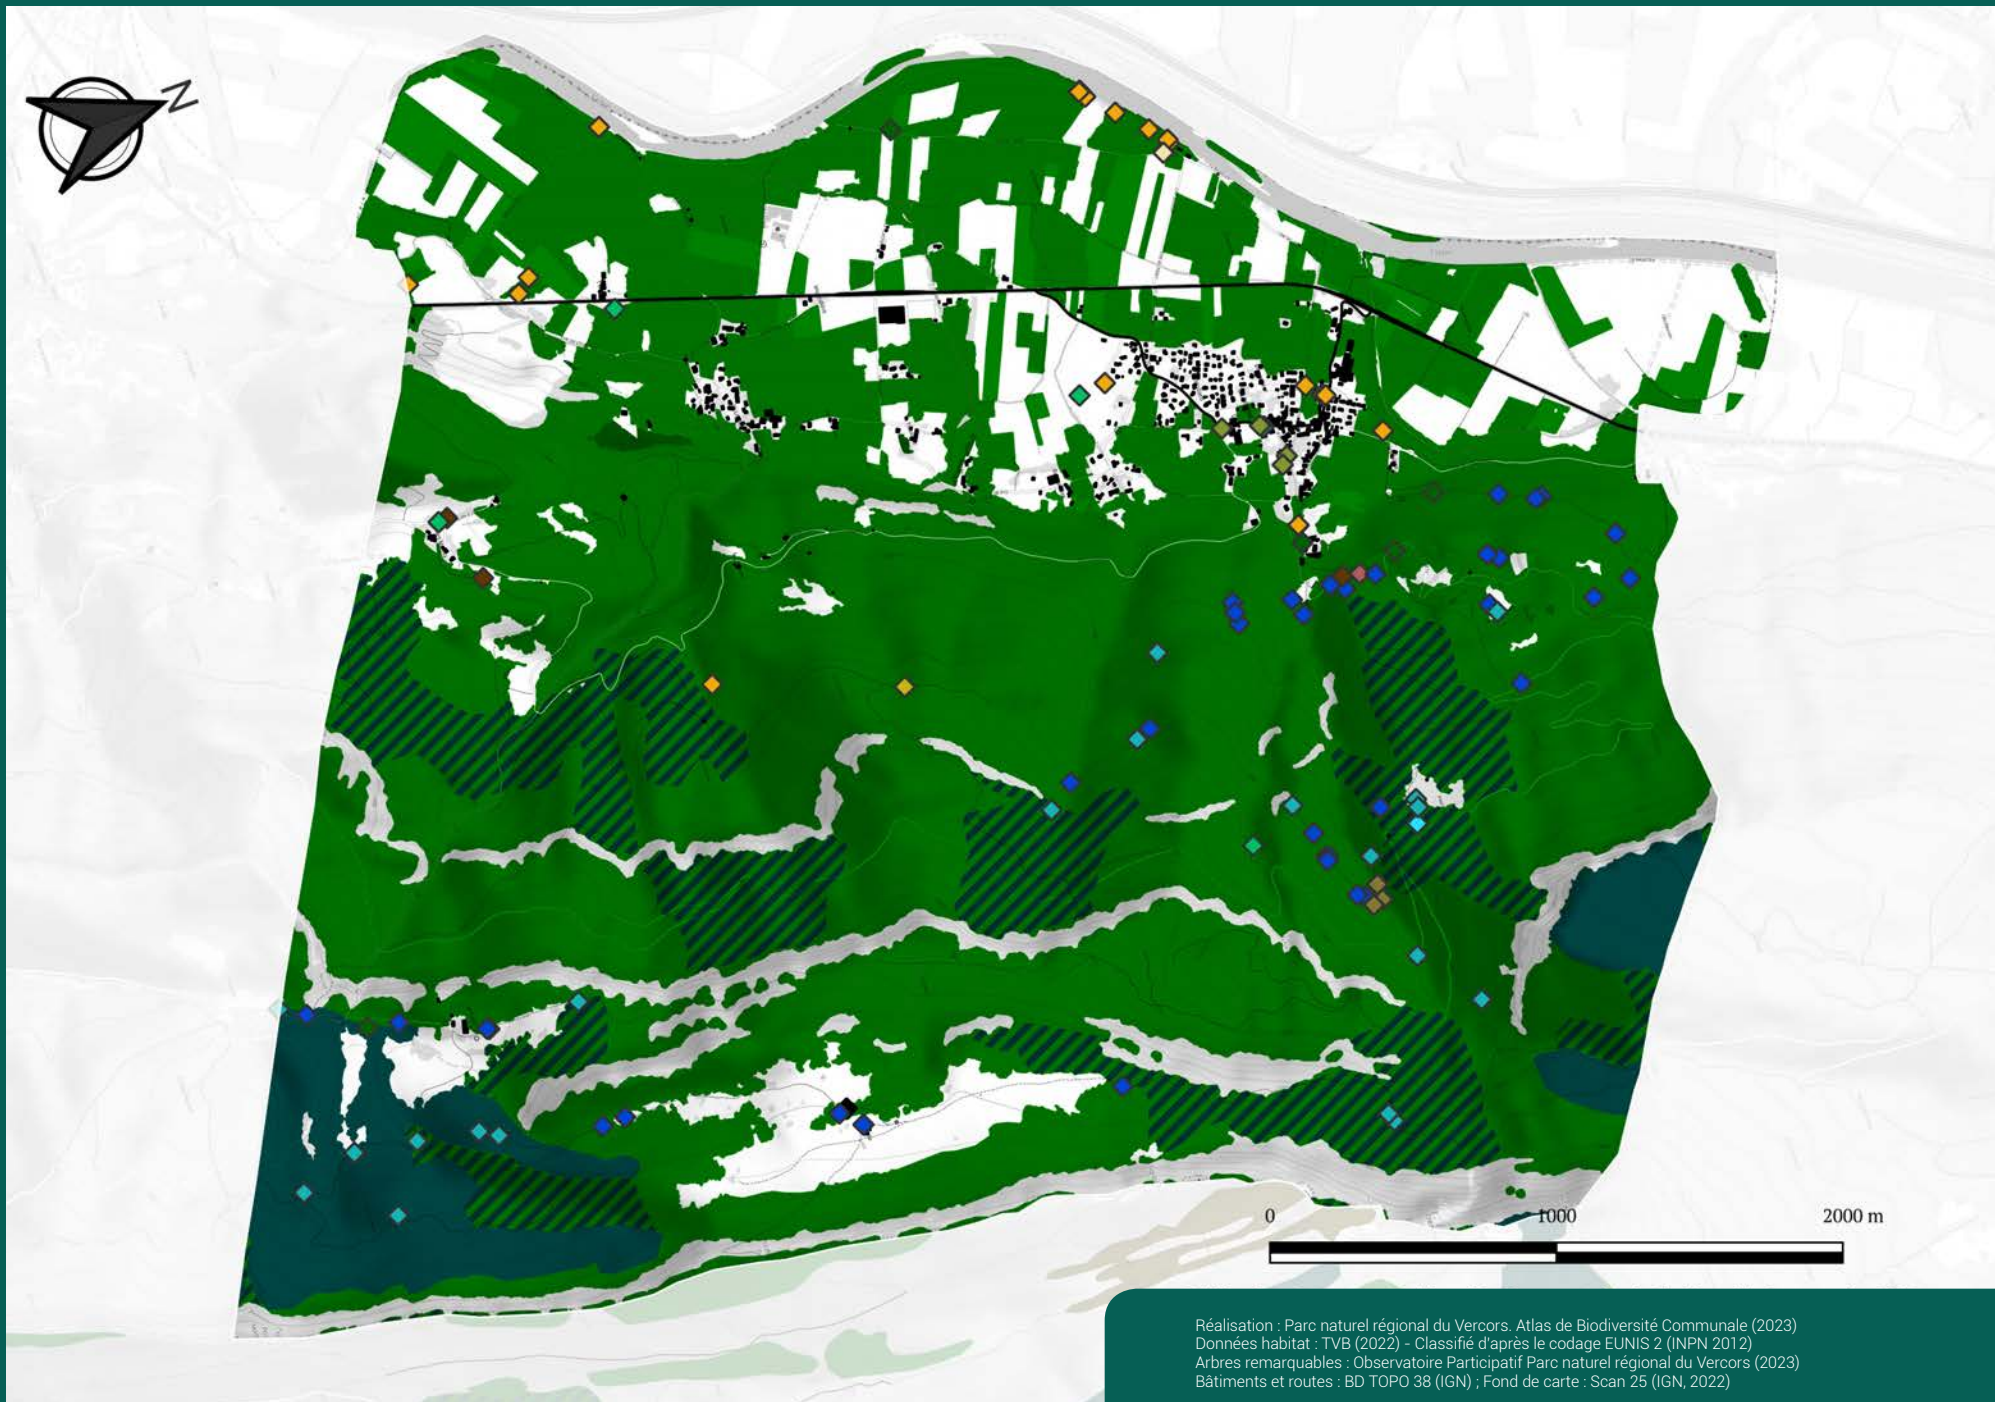 N
0 1000 2000 m
Réalisation : Parc naturel régional du Vercors. Atlas de Biodiversité Communale (2023)
Données habitat : TVB (2022) - Classifié d'après le codage EUNIS 2 (INPN 2012)
Arbres remarquables : Observatoire Participatif Parc naturel régional du Vercors (2023)
Bâtiments et routes : BD TOPO 38 (IGN) ; Fond de carte : Scan 25 (IGN, 2022)